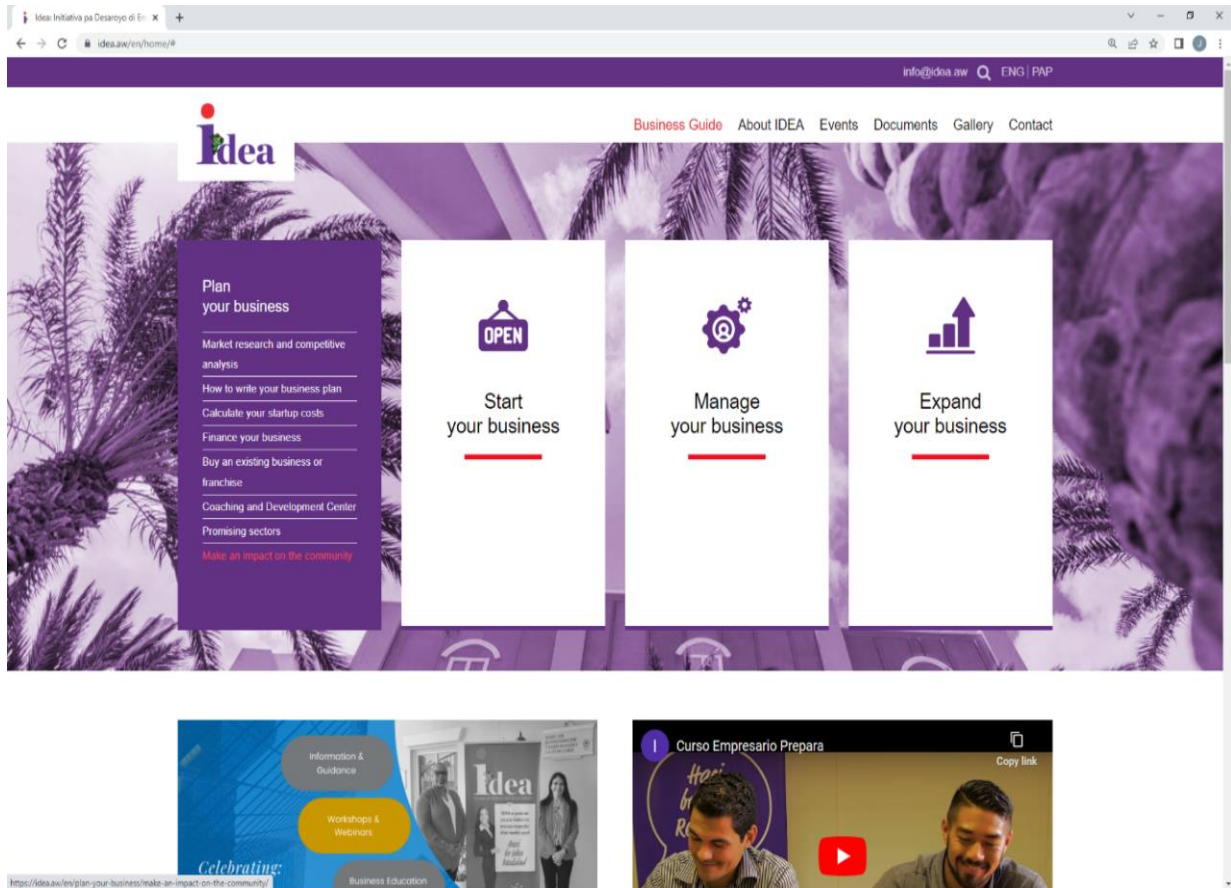 Idea: Initiativa pa Desaroyo di En
idea.aw/en/home/#
J
info@idea.aw ENG | PAP
idea
Business Guide About IDEA Events Documents Gallery Contact
Plan
your business
Market research and competitive
analysis
How to write your business plan
Calculate your startup costs
Finance your business
Buy an existing business or
franchise
Coaching and Development Center
Promising sectors
Make an impact on the community
OPEN
Start
your business
Manage
your business
Expand
your business
Information &
Guidance
Workshops &
Webinars
Business Education
Celebrating:
idea
I Curso Empresario Prepara
Copy link
https://idea.aw/en/plan-your-business/make-an-impact-on-the-community/